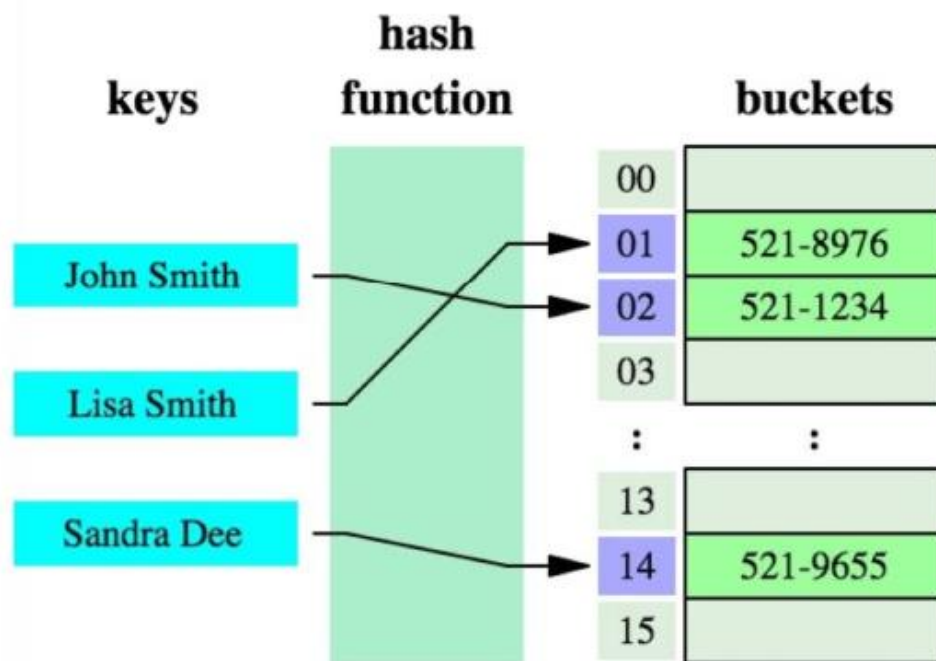 hash
keys function buckets
00
01 521-8976
John Smith
02 521-1234
Lisa Smith
03
: :
13
Sandra Dee
14 521-9655
15